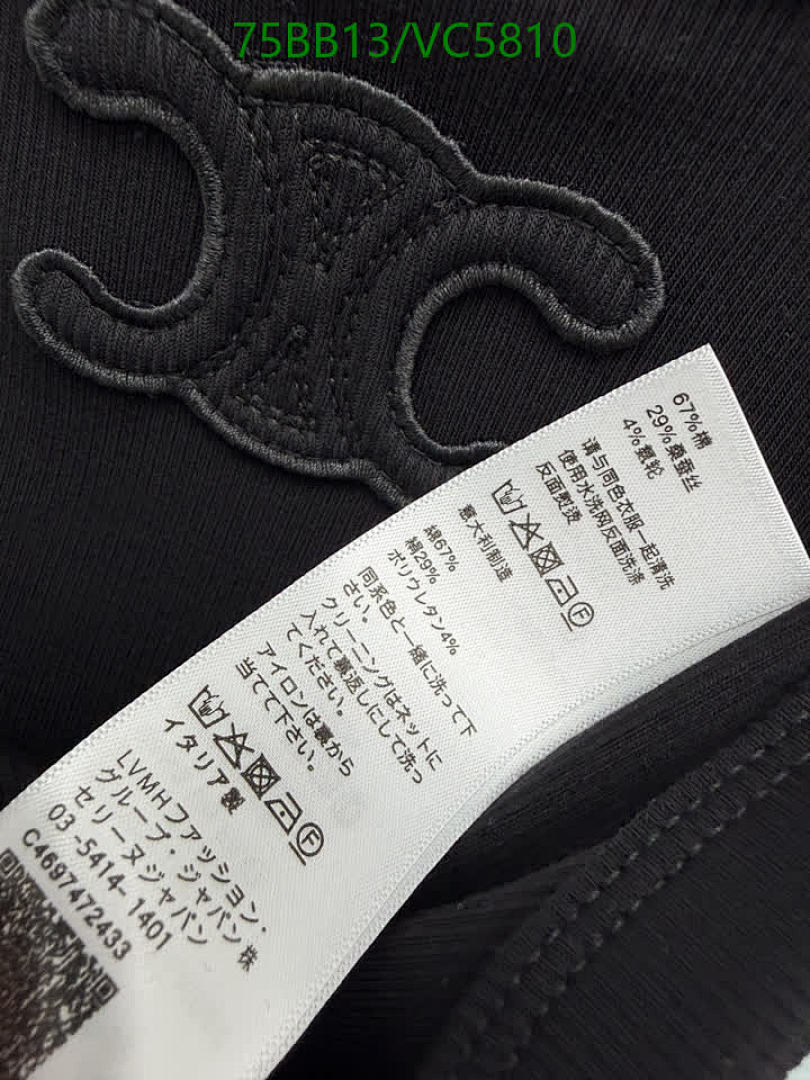 75BB13/VC5810
67%棉
29%桑蚕丝
4%氨轮
请与同色衣服一起清洗
使用水洗网反面洗涤
反面熨烫
意大利制造
綿67%
絹29%
ポリウレタン4%
同系色と一緒に洗って下
さい。
クリーニングはネットに
入れて裏返しにして洗っ
てください。
アイロンは裏から
当てて下さい。
イタリア製
LVMHファッション・
グループ・ジャパン 株
セリーヌジャパン
03-5414-1401
C4697472433